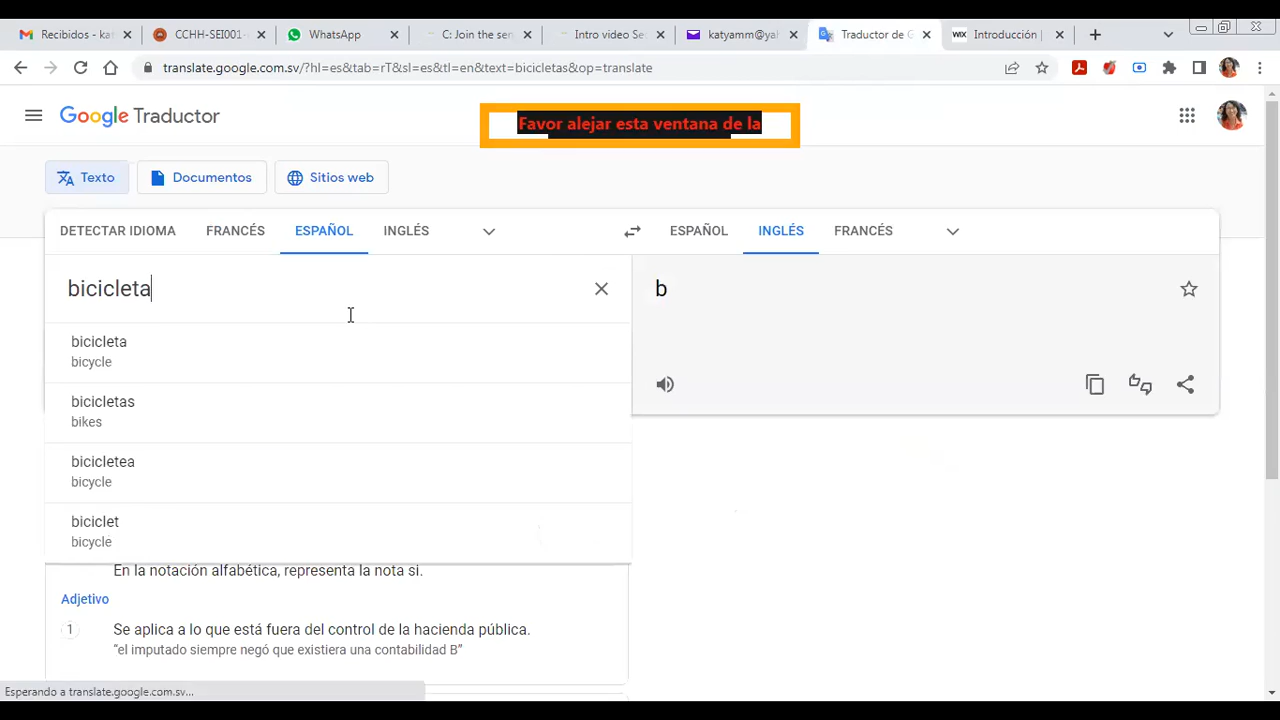 Recibidos - kat
CCHH-SEI001-
WhatsApp
C: Join the seri
Intro video Se
katyamm@yah
Traductor de G
WIX
Introducción |
translate.google.com.sv/?hl=es&tab=rT&sl=es&tl=en&text=bicicletas&op=translate
Google Traductor
Favor alejar esta ventana de la
Texto
Documentos
Sitios web
DETECTAR IDIOMA
FRANCÉS
ESPAÑOL
INGLÉS
ESPAÑOL
INGLÉS
FRANCÉS
bicicleta
b
bicicleta
bicycle
bicicletas
bikes
bicicletea
bicycle
biciclet
bicycle
En la notación alfabética, representa la nota si.
Adjetivo
1 Se aplica a lo que está fuera del control de la hacienda pública.
"el imputado siempre negó que existiera una contabilidad B"
Esperando a translate.google.com.sv...